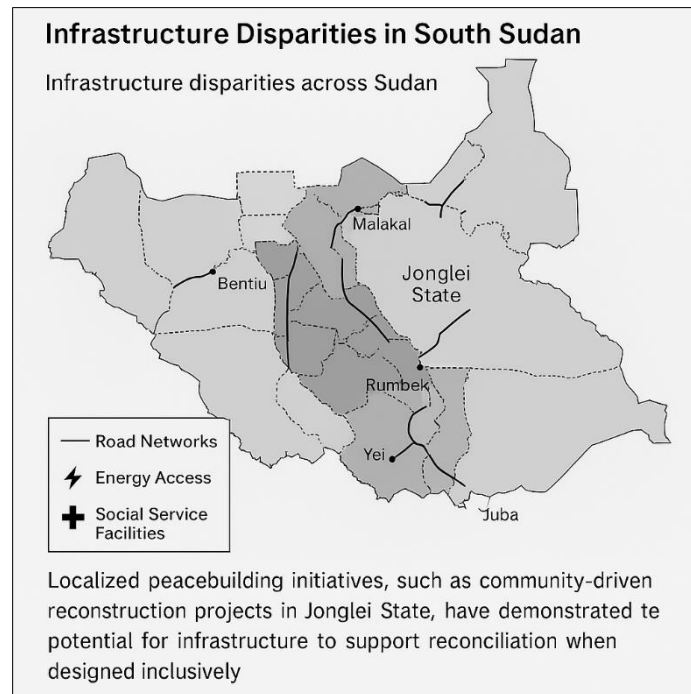 Infrastructure Disparities in South Sudan
Infrastructure disparities across Sudan
Malakal
Jonglei
State
Bentiu
Rumbek
Yei
Juba
Road Networks
Energy Access
Social Service
Facilities
Localized peacebuilding initiatives, such as community-driven
reconstruction projects in Jonglei State, have demonstrated te
potential for infrastructure to support reconciliation when
designed inclusively